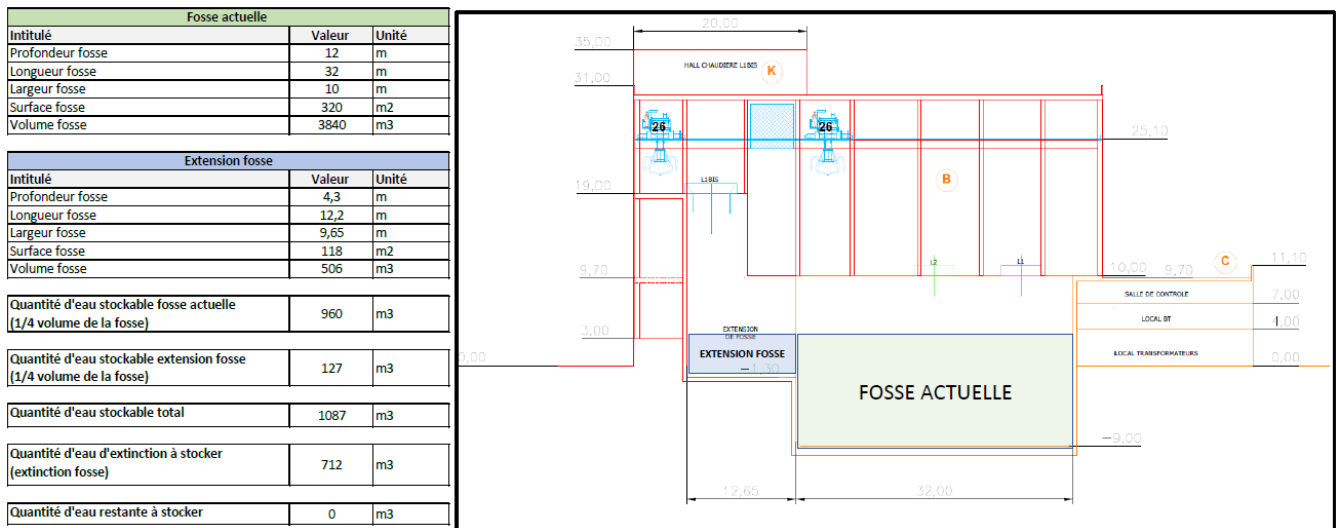 Fosse actuelle
Intitulé Valeur Unité
Profondeur fosse 12 m
Longueur fosse 32 m
Largeur fosse 10 m
Surface fosse 320 m2
Volume fosse 3840 m3
Extension fosse
Intitulé Valeur Unité
Profondeur fosse 4,3 m
Longueur fosse 12,2 m
Largeur fosse 9,65 m
Surface fosse 118 m2
Volume fosse 506 m3
Quantité d'eau stockable fosse actuelle
(1/4 volume de la fosse) 960 m3
Quantité d'eau stockable extension fosse
(1/4 volume de la fosse) 127 m3
Quantité d'eau stockable total 1087 m3
Quantité d'eau d'extinction à stocker
(extinction fosse) 712 m3
Quantité d'eau restante à stocker 0 m3
20,00
35,00
HALL CHAUDIERE L1BIS K
31,00
26 26
25,10
L1BIS
B
19,00
L2 L1
C
9,70
10,00 9,70 11,10
SALLE DE CONTROLE 7,00
LOCAL BT 4,00
3,00
EXTENSION
DE FOSSE
EXTENSION FOSSE
LOCAL TRANSFORMATEURS 0,00
0,00
-1,30
FOSSE ACTUELLE
-9,00
12,65 32,00